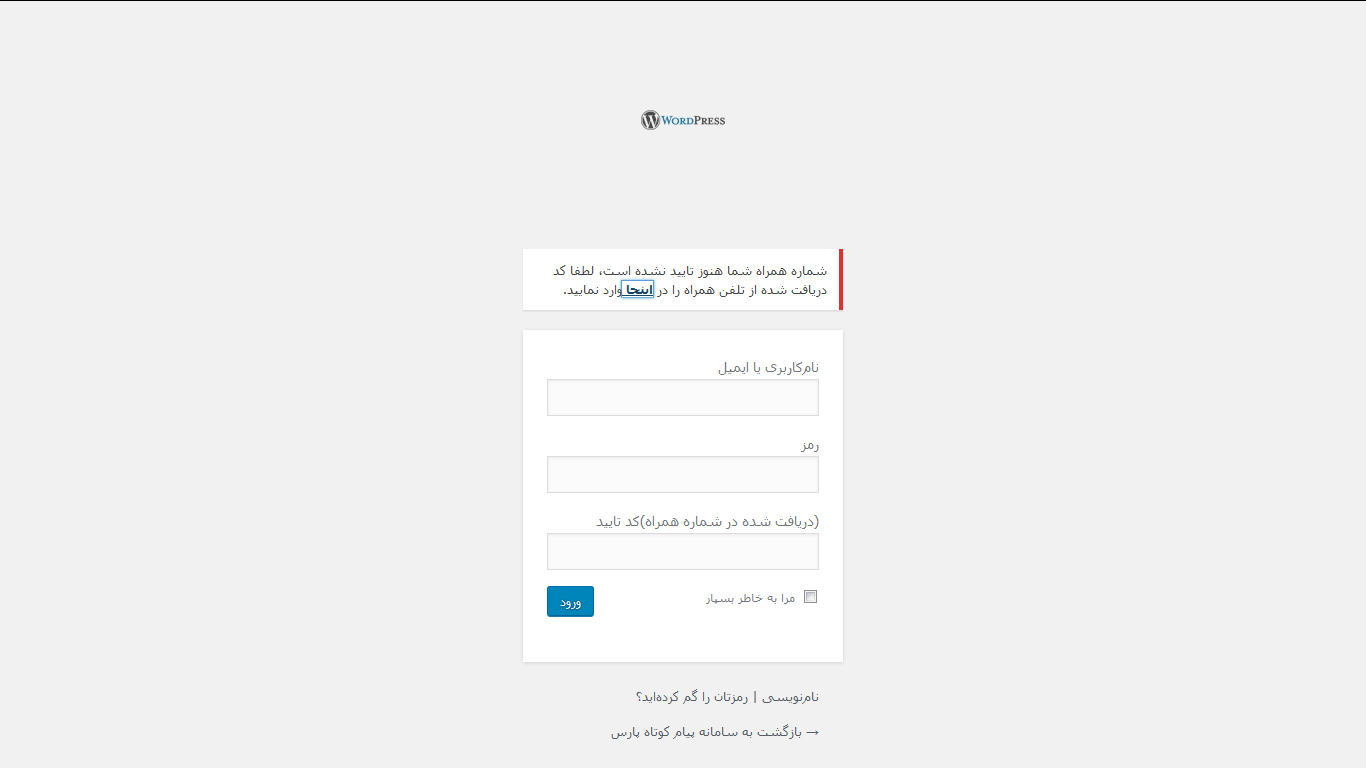 WORDPRESS
شماره همراه شما هنوز تایید نشده است، لطفا کد
دریافت شده از تلفن همراه را در اینجا وارد نمایید.
نام‌کاربری یا ایمیل
رمز
(دریافت شده در شماره همراه)کد تایید
مرا به خاطر بسپار
ورود
نام‌نویسی | رمزتان را گم کرده‌اید؟
→ بازگشت به سامانه پیام کوتاه پارس